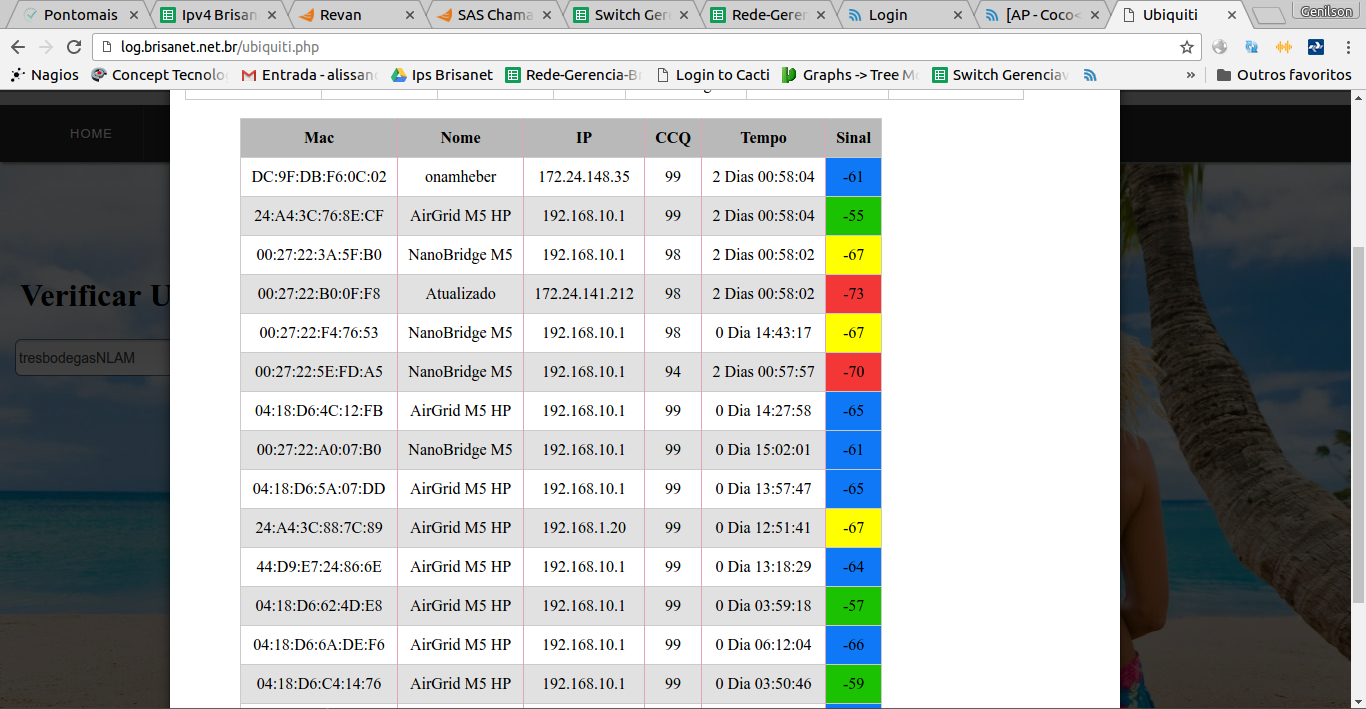 Pontomais
Ipv4 Brisan
Revan
SAS Chama
Switch Ger
Rede-Geren
Login
[AP - Coco
Ubiquiti
Genilson
log.brisanet.net.br/ubiquiti.php
Nagios
Concept Tecnolo
Entrada - alissan
Ips Brisanet
Rede-Gerencia-B
Login to Cacti
Graphs -> Tree M
Switch Gerencia
»
Outros favoritos
HOME
Verificar U
tresbodegasNLAM
Mac Nome IP CCQ Tempo Sinal
DC:9F:DB:F6:0C:02 onamheber 172.24.148.35 99 2 Dias 00:58:04 -61
24:A4:3C:76:8E:CF AirGrid M5 HP 192.168.10.1 99 2 Dias 00:58:04 -55
00:27:22:3A:5F:B0 NanoBridge M5 192.168.10.1 98 2 Dias 00:58:02 -67
00:27:22:B0:0F:F8 Atualizado 172.24.141.212 98 2 Dias 00:58:02 -73
00:27:22:F4:76:53 NanoBridge M5 192.168.10.1 98 0 Dia 14:43:17 -67
00:27:22:5E:FD:A5 NanoBridge M5 192.168.10.1 94 2 Dias 00:57:57 -70
04:18:D6:4C:12:FB AirGrid M5 HP 192.168.10.1 99 0 Dia 14:27:58 -65
00:27:22:A0:07:B0 NanoBridge M5 192.168.10.1 99 0 Dia 15:02:01 -61
04:18:D6:5A:07:DD AirGrid M5 HP 192.168.10.1 99 0 Dia 13:57:47 -65
24:A4:3C:88:7C:89 AirGrid M5 HP 192.168.1.20 99 0 Dia 12:51:41 -67
44:D9:E7:24:86:6E AirGrid M5 HP 192.168.10.1 99 0 Dia 13:18:29 -64
04:18:D6:62:4D:E8 AirGrid M5 HP 192.168.10.1 99 0 Dia 03:59:18 -57
04:18:D6:6A:DE:F6 AirGrid M5 HP 192.168.10.1 99 0 Dia 06:12:04 -66
04:18:D6:C4:14:76 AirGrid M5 HP 192.168.10.1 99 0 Dia 03:50:46 -59